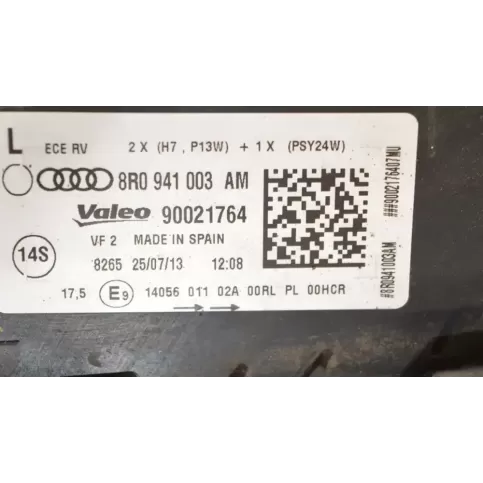 L ECE RV 2 X (H7, P13W) + 1 X (PSY24W)
8R0 941 003 AM
Valeo 90021764
14S VF 2 MADE IN SPAIN
8265 25/07/13 12:08
17,5 E9 14056 011 02A 00RL PL 00HCR
#8R0941003AM